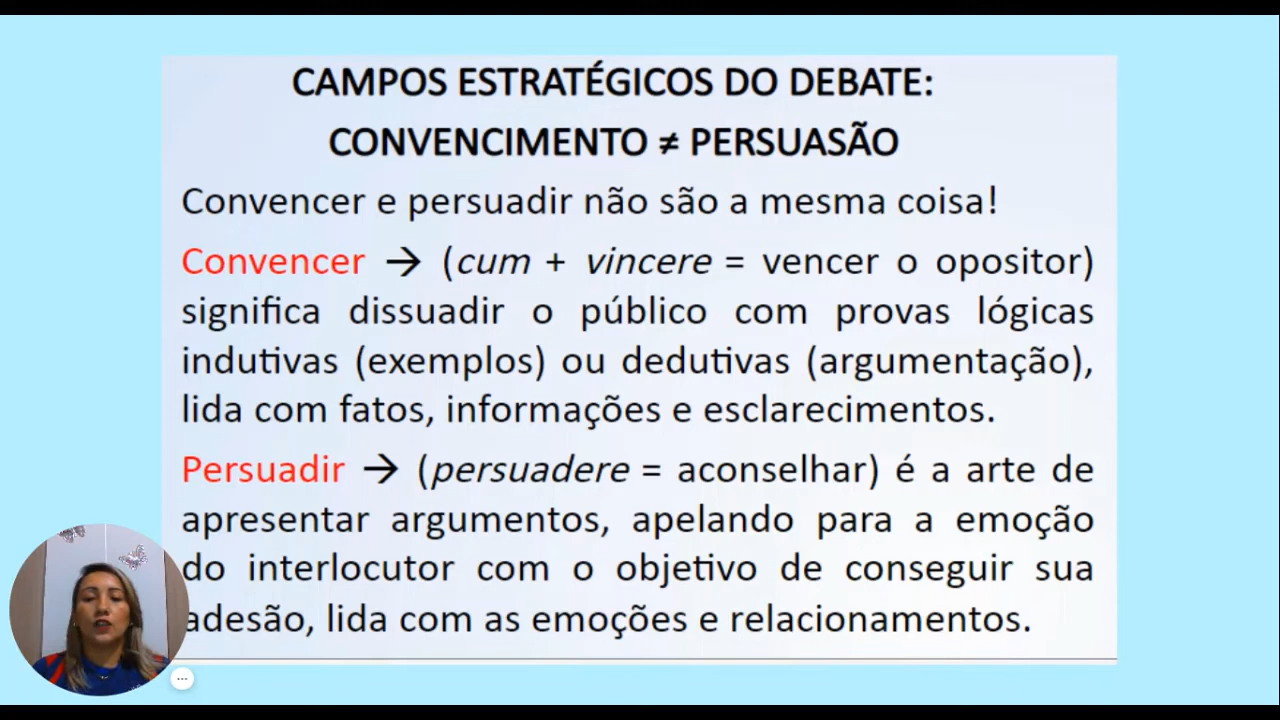 CAMPOS ESTRATÉGICOS DO DEBATE:
CONVENCIMENTO ≠ PERSUASÃO
Convencer e persuadir não são a mesma coisa!
Convencer → (cum + vincere = vencer o opositor)
significa dissuadir o público com provas lógicas
indutivas (exemplos) ou dedutivas (argumentação),
lida com fatos, informações e esclarecimentos.
Persuadir → (persuadere = aconselhar) é a arte de
apresentar argumentos, apelando para a emoção
do interlocutor com o objetivo de conseguir sua
adesão, lida com as emoções e relacionamentos.